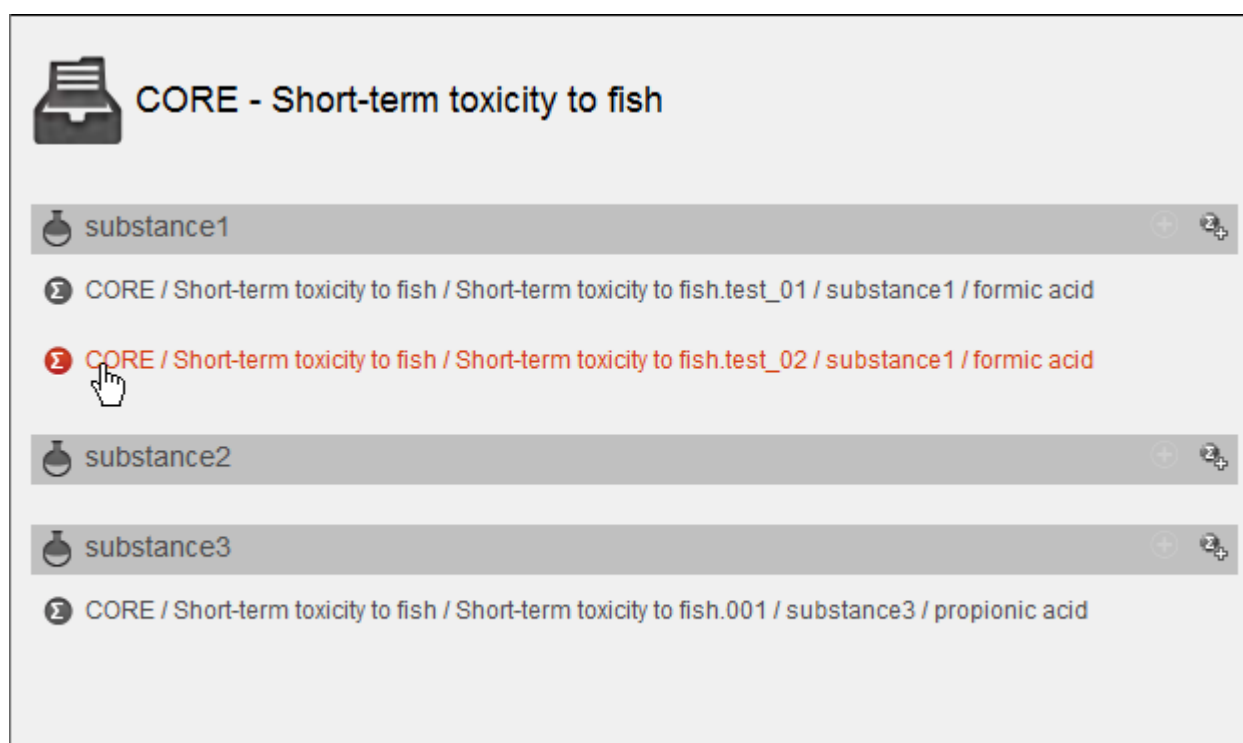 CORE - Short-term toxicity to fish
substance1
CORE / Short-term toxicity to fish / Short-term toxicity to fish.test_01 / substance1 / formic acid
CORE / Short-term toxicity to fish / Short-term toxicity to fish.test_02 / substance1 / formic acid
substance2
substance3
CORE / Short-term toxicity to fish / Short-term toxicity to fish.001 / substance3 / propionic acid